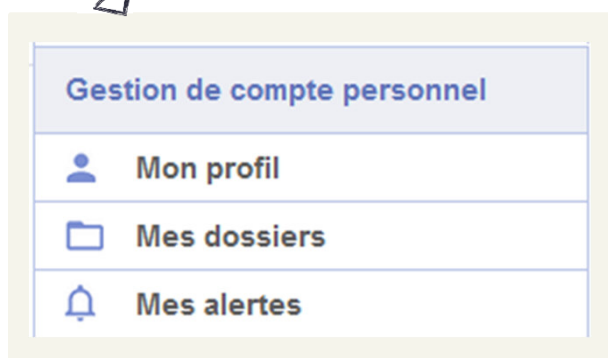 Gestion de compte personnel
Mon profil
Mes dossiers
Mes alertes